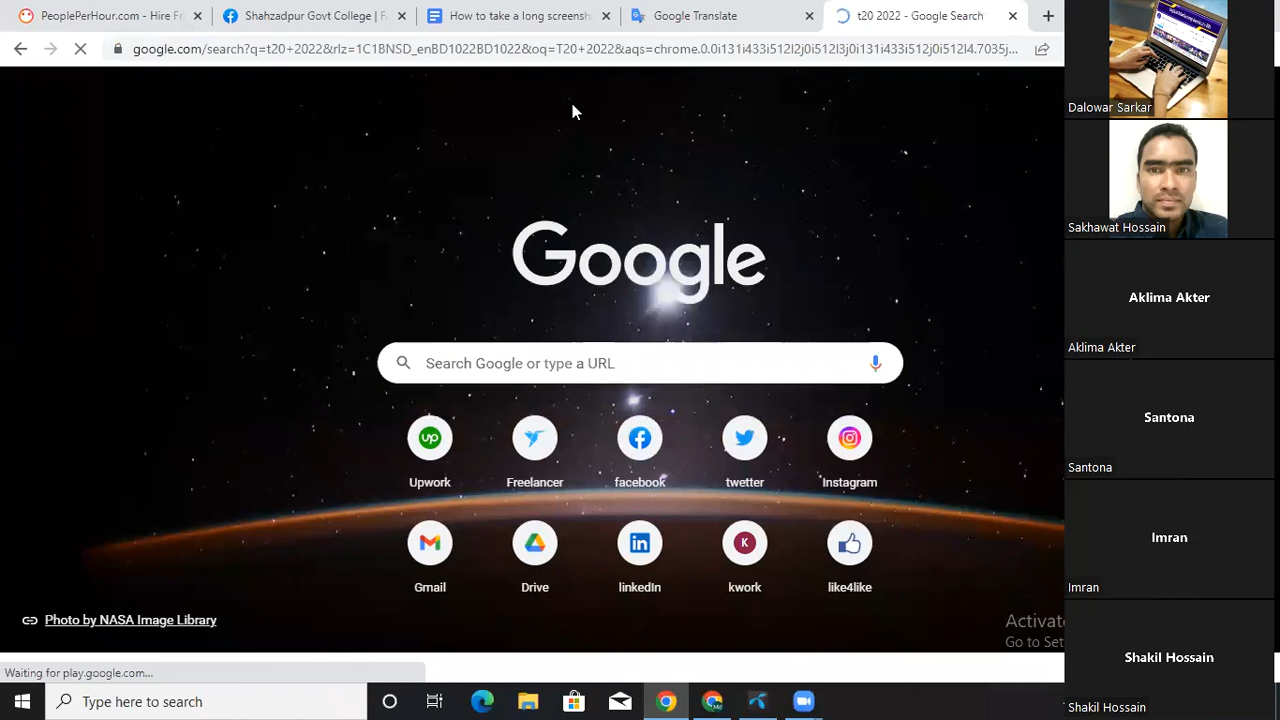 PeoplePerHour.com - Hire Fr
Shahzadpur Govt College | Fa
How to take a long screensh
Google Translate
t20 2022 - Google Search
google.com/search?q=t20+2022&rlz=1C1BNSD_enBD1022BD1022&oq=T20+2022&aqs=chrome.0.0i131i433i512l2j0i512l3j0i131i433i512j0i512l4.7035j...
Google
Search Google or type a URL
up
Upwork
Freelancer
facebook
twetter
Instagram
K
Gmail
Drive
linkedIn
kwork
like4like
Photo by NASA Image Library
Activat
Go to Set
Waiting for play.google.com...
Type here to search
Dalowar Sarkar
Sakhawat Hossain
Aklima Akter
Aklima Akter
Santona
Santona
Imran
Imran
Shakil Hossain
Shakil Hossain